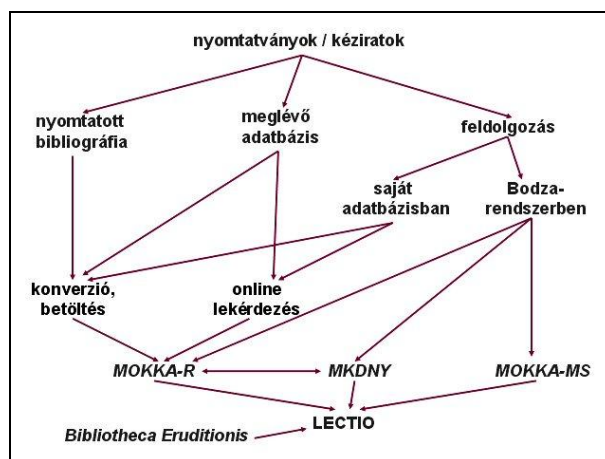 nyomtatványok / kéziratok
nyomtatott
bibliográfia
meglévő
adatbázis
feldolgozás
saját
adatbázisban
Bodza-
rendszerben
konverzió,
betöltés
online
lekérdezés
MOKKA-R
MKDNY
MOKKA-MS
LECTIO
Bibliotheca Eruditionis